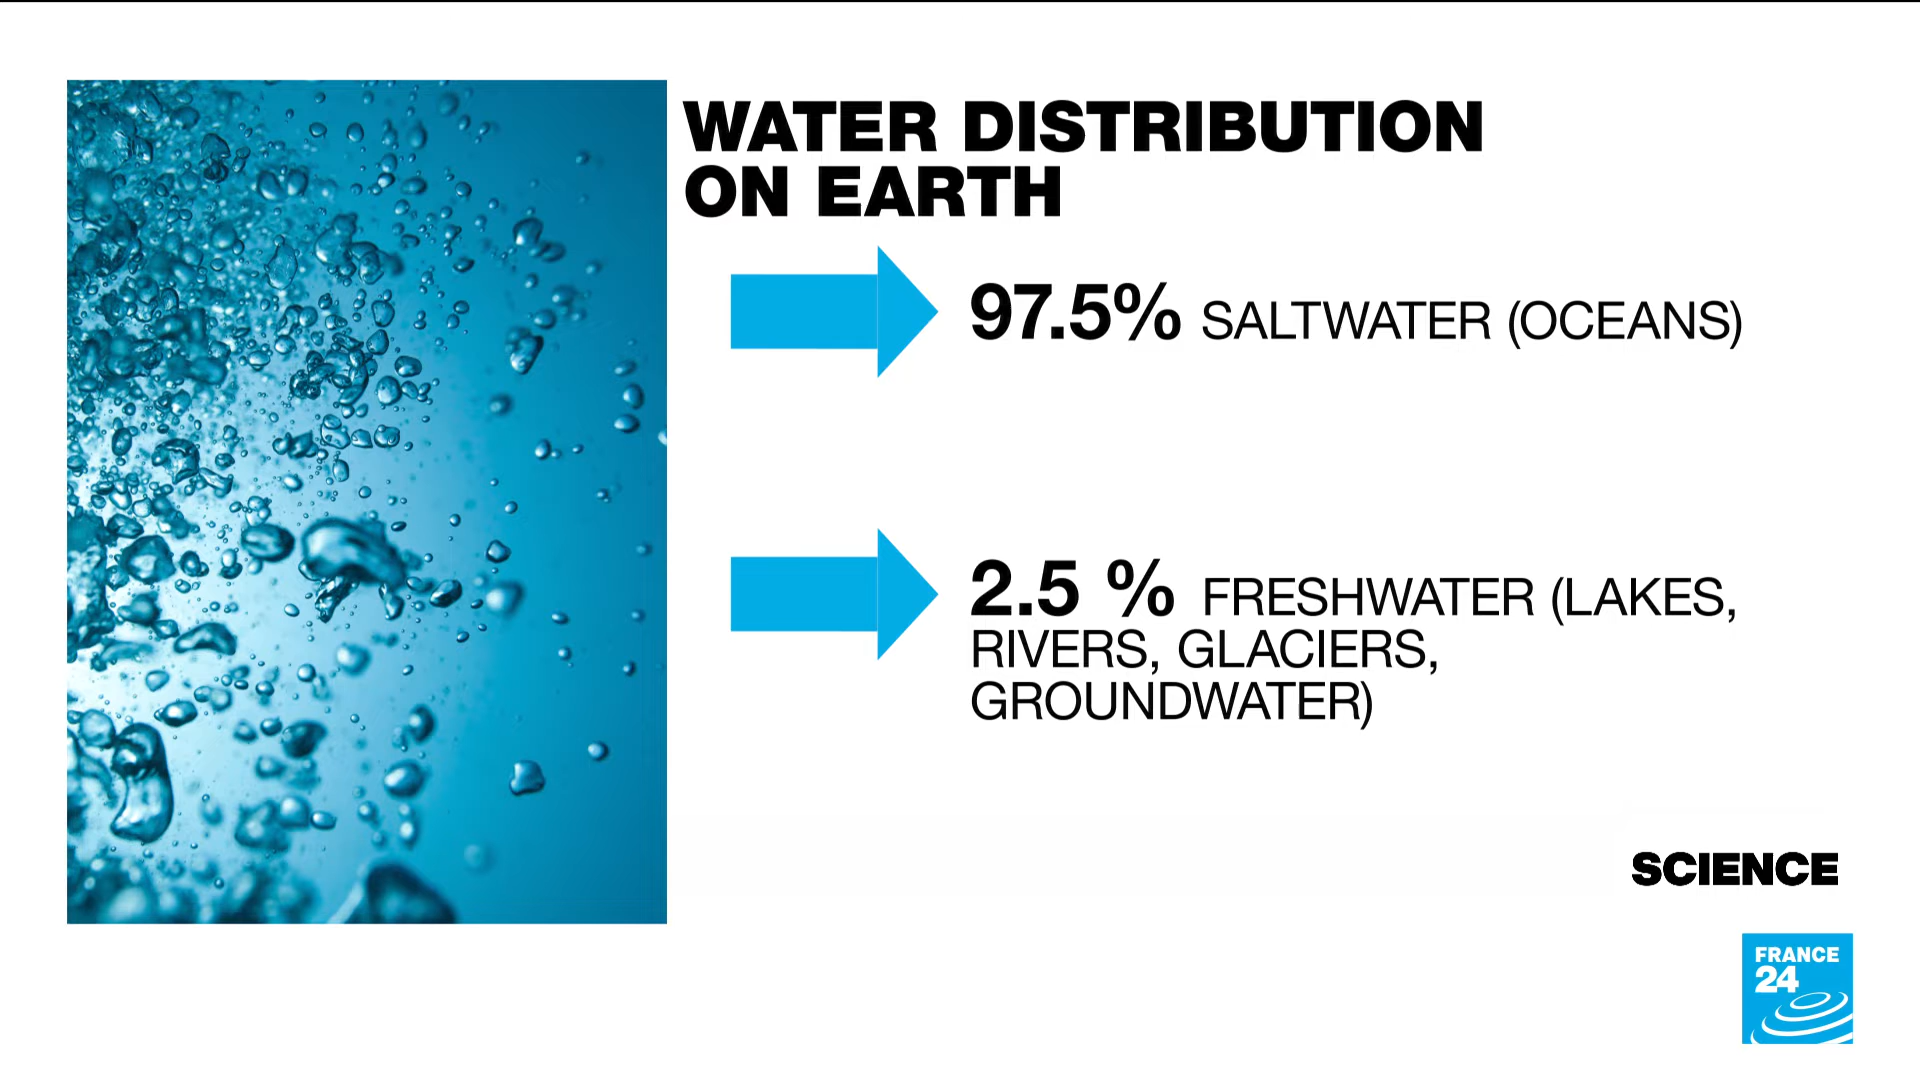 WATER DISTRIBUTION
ON EARTH
97.5% SALTWATER (OCEANS)
2.5 % FRESHWATER (LAKES,
RIVERS, GLACIERS,
GROUNDWATER)
SCIENCE
FRANCE
24